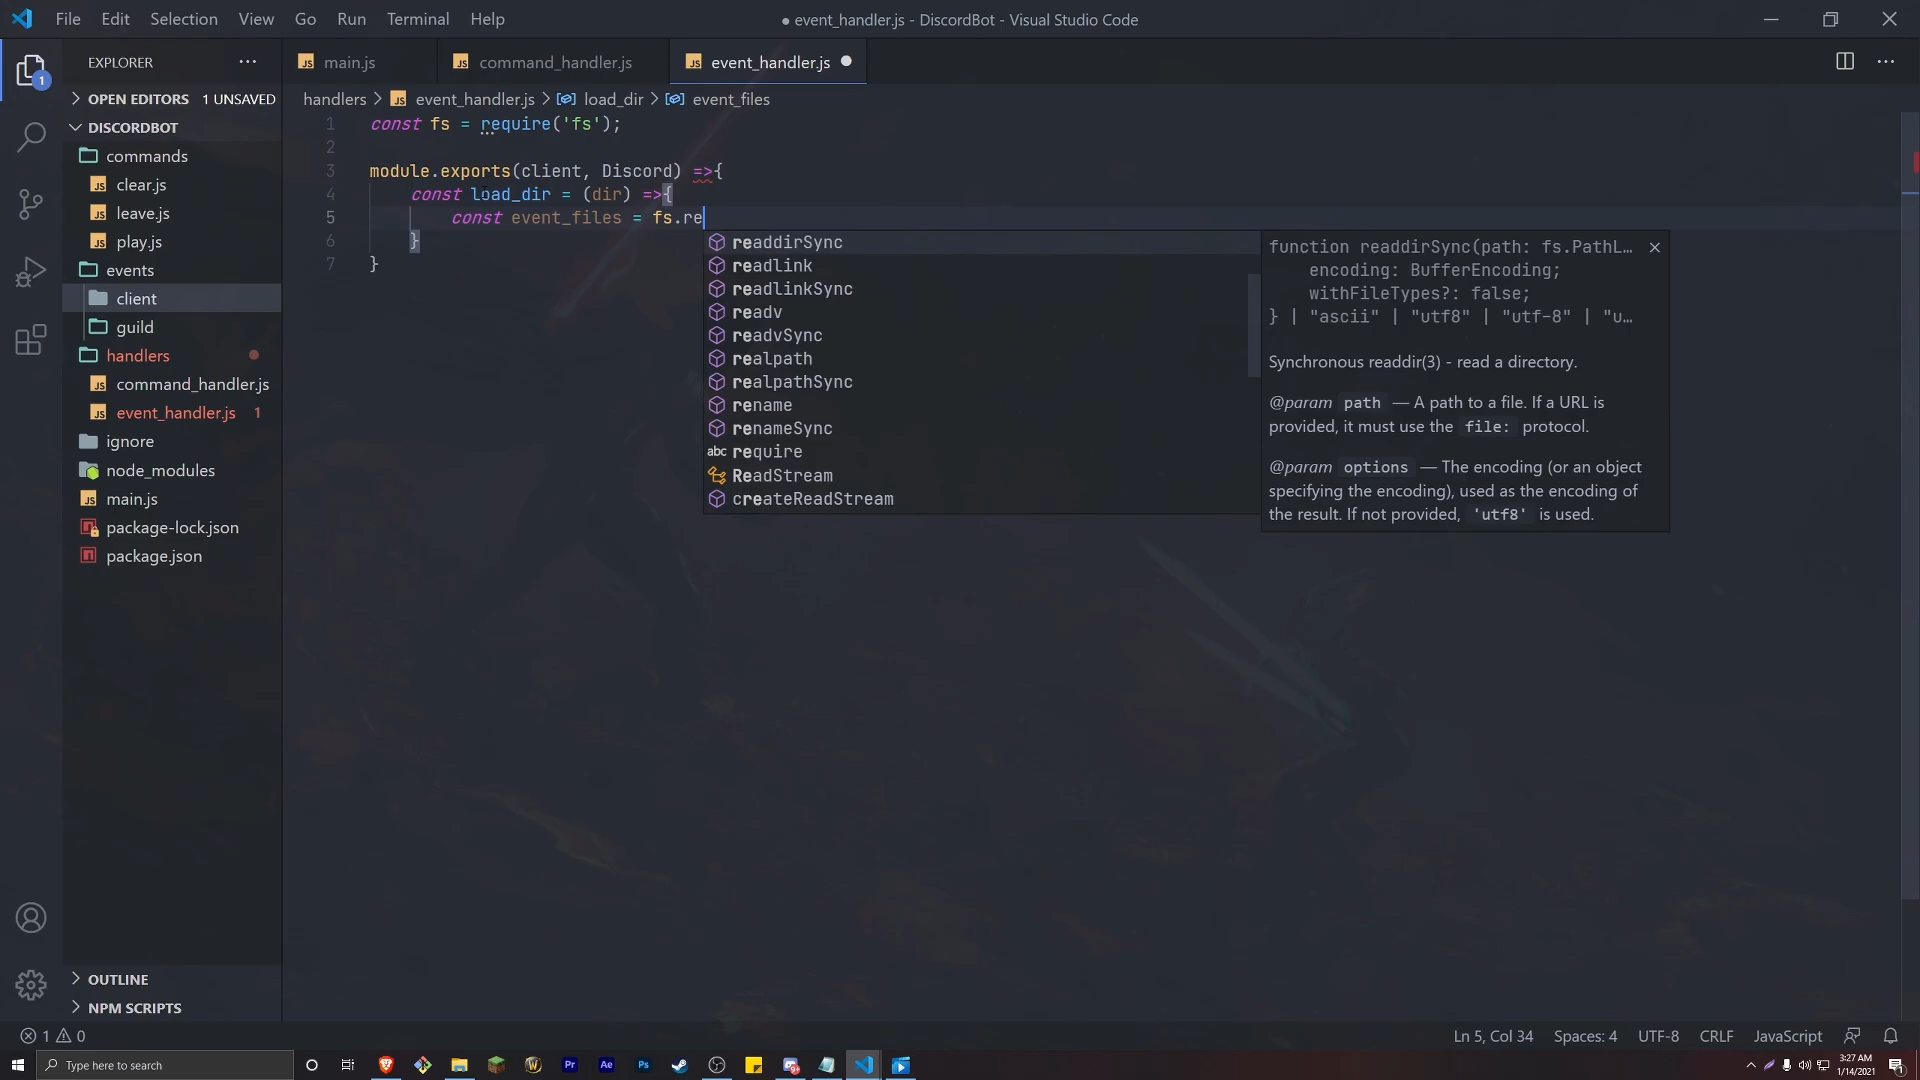 File Edit Selection View Go Run Terminal Help
● event_handler.js - DiscordBot - Visual Studio Code
EXPLORER ...
main.js
command_handler.js
event_handler.js
OPEN EDITORS 1 UNSAVED
handlers > event_handler.js > load_dir > event_files
DISCORDBOT
commands
clear.js
leave.js
play.js
events
client
guild
handlers
command_handler.js
event_handler.js 1
ignore
node_modules
main.js
package-lock.json
package.json
OUTLINE
NPM SCRIPTS
1
1 const fs = require('fs');
2
3 module.exports(client, Discord) =>{
4 const load_dir = (dir) =>{
5 const event_files = fs.re
6 }
7 }
readdirSync
readlink
readlinkSync
readv
readvSync
realpath
realpathSync
rename
renameSync
abc require
ReadStream
createReadStream
function readdirSync(path: fs.PathL…
encoding: BufferEncoding;
withFileTypes?: false;
} | "ascii" | "utf8" | "utf-8" | "u…
Synchronous readdir(3) - read a directory.
@param path — A path to a file. If a URL is
provided, it must use the file: protocol.
@param options — The encoding (or an object
specifying the encoding), used as the encoding of
the result. If not provided, 'utf8' is used.
1 0
Ln 5, Col 34 Spaces: 4 UTF-8 CRLF JavaScript
Type here to search
Pr Ae Ps
3:27 AM
1/14/2021